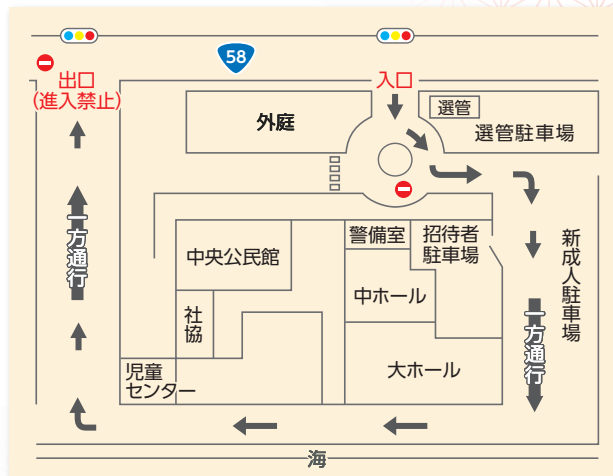 58
出口
(進入禁止)
入口
外庭
選管
選管駐車場
一方通行
中央公民館
警備室
招待者
駐車場
新成人駐車場
中ホール
社協
一方通行
大ホール
児童
センター
海